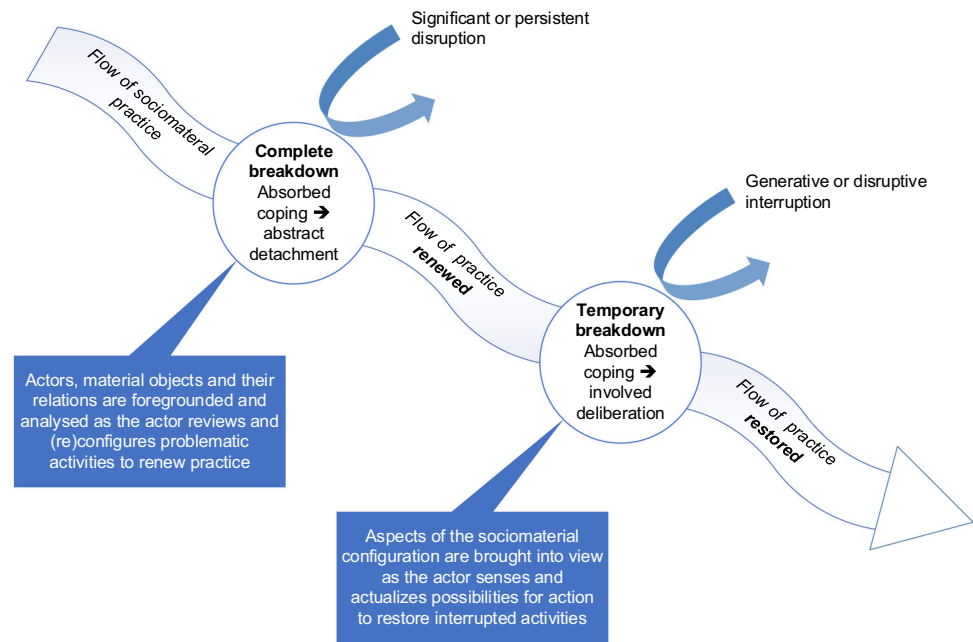 Significant or persistent
disruption
Flow of sociomateral
practice
Complete
breakdown
Absorbed
coping ➔
abstract
detachment
Generative or disruptive
interruption
Flow of practice
renewed
Temporary
breakdown
Absorbed
coping ➔
involved
deliberation
Actors, material objects and their
relations are foregrounded and
analysed as the actor reviews and
(re)configures problematic
activities to renew practice
Flow of practice
restored
Aspects of the sociomaterial
configuration are brought into view
as the actor senses and
actualizes possibilities for action
to restore interrupted activities